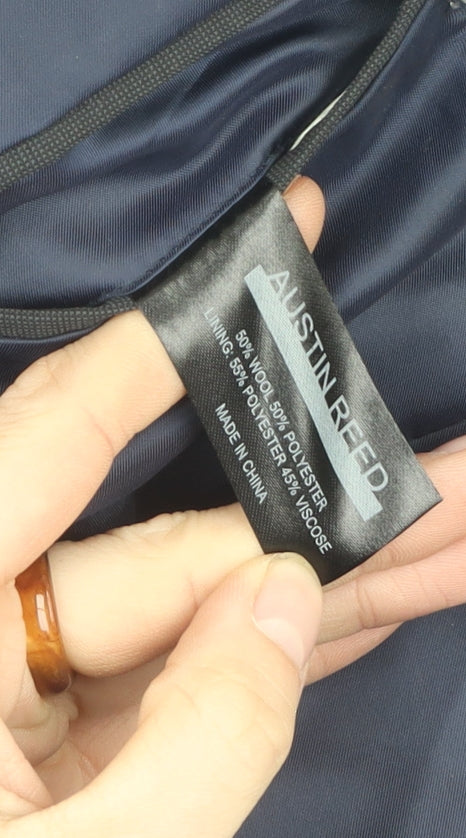 AUSTIN REED
50% WOOL 50% POLYESTER
LINING: 55% POLYESTER 45% VISCOSE
MADE IN CHINA